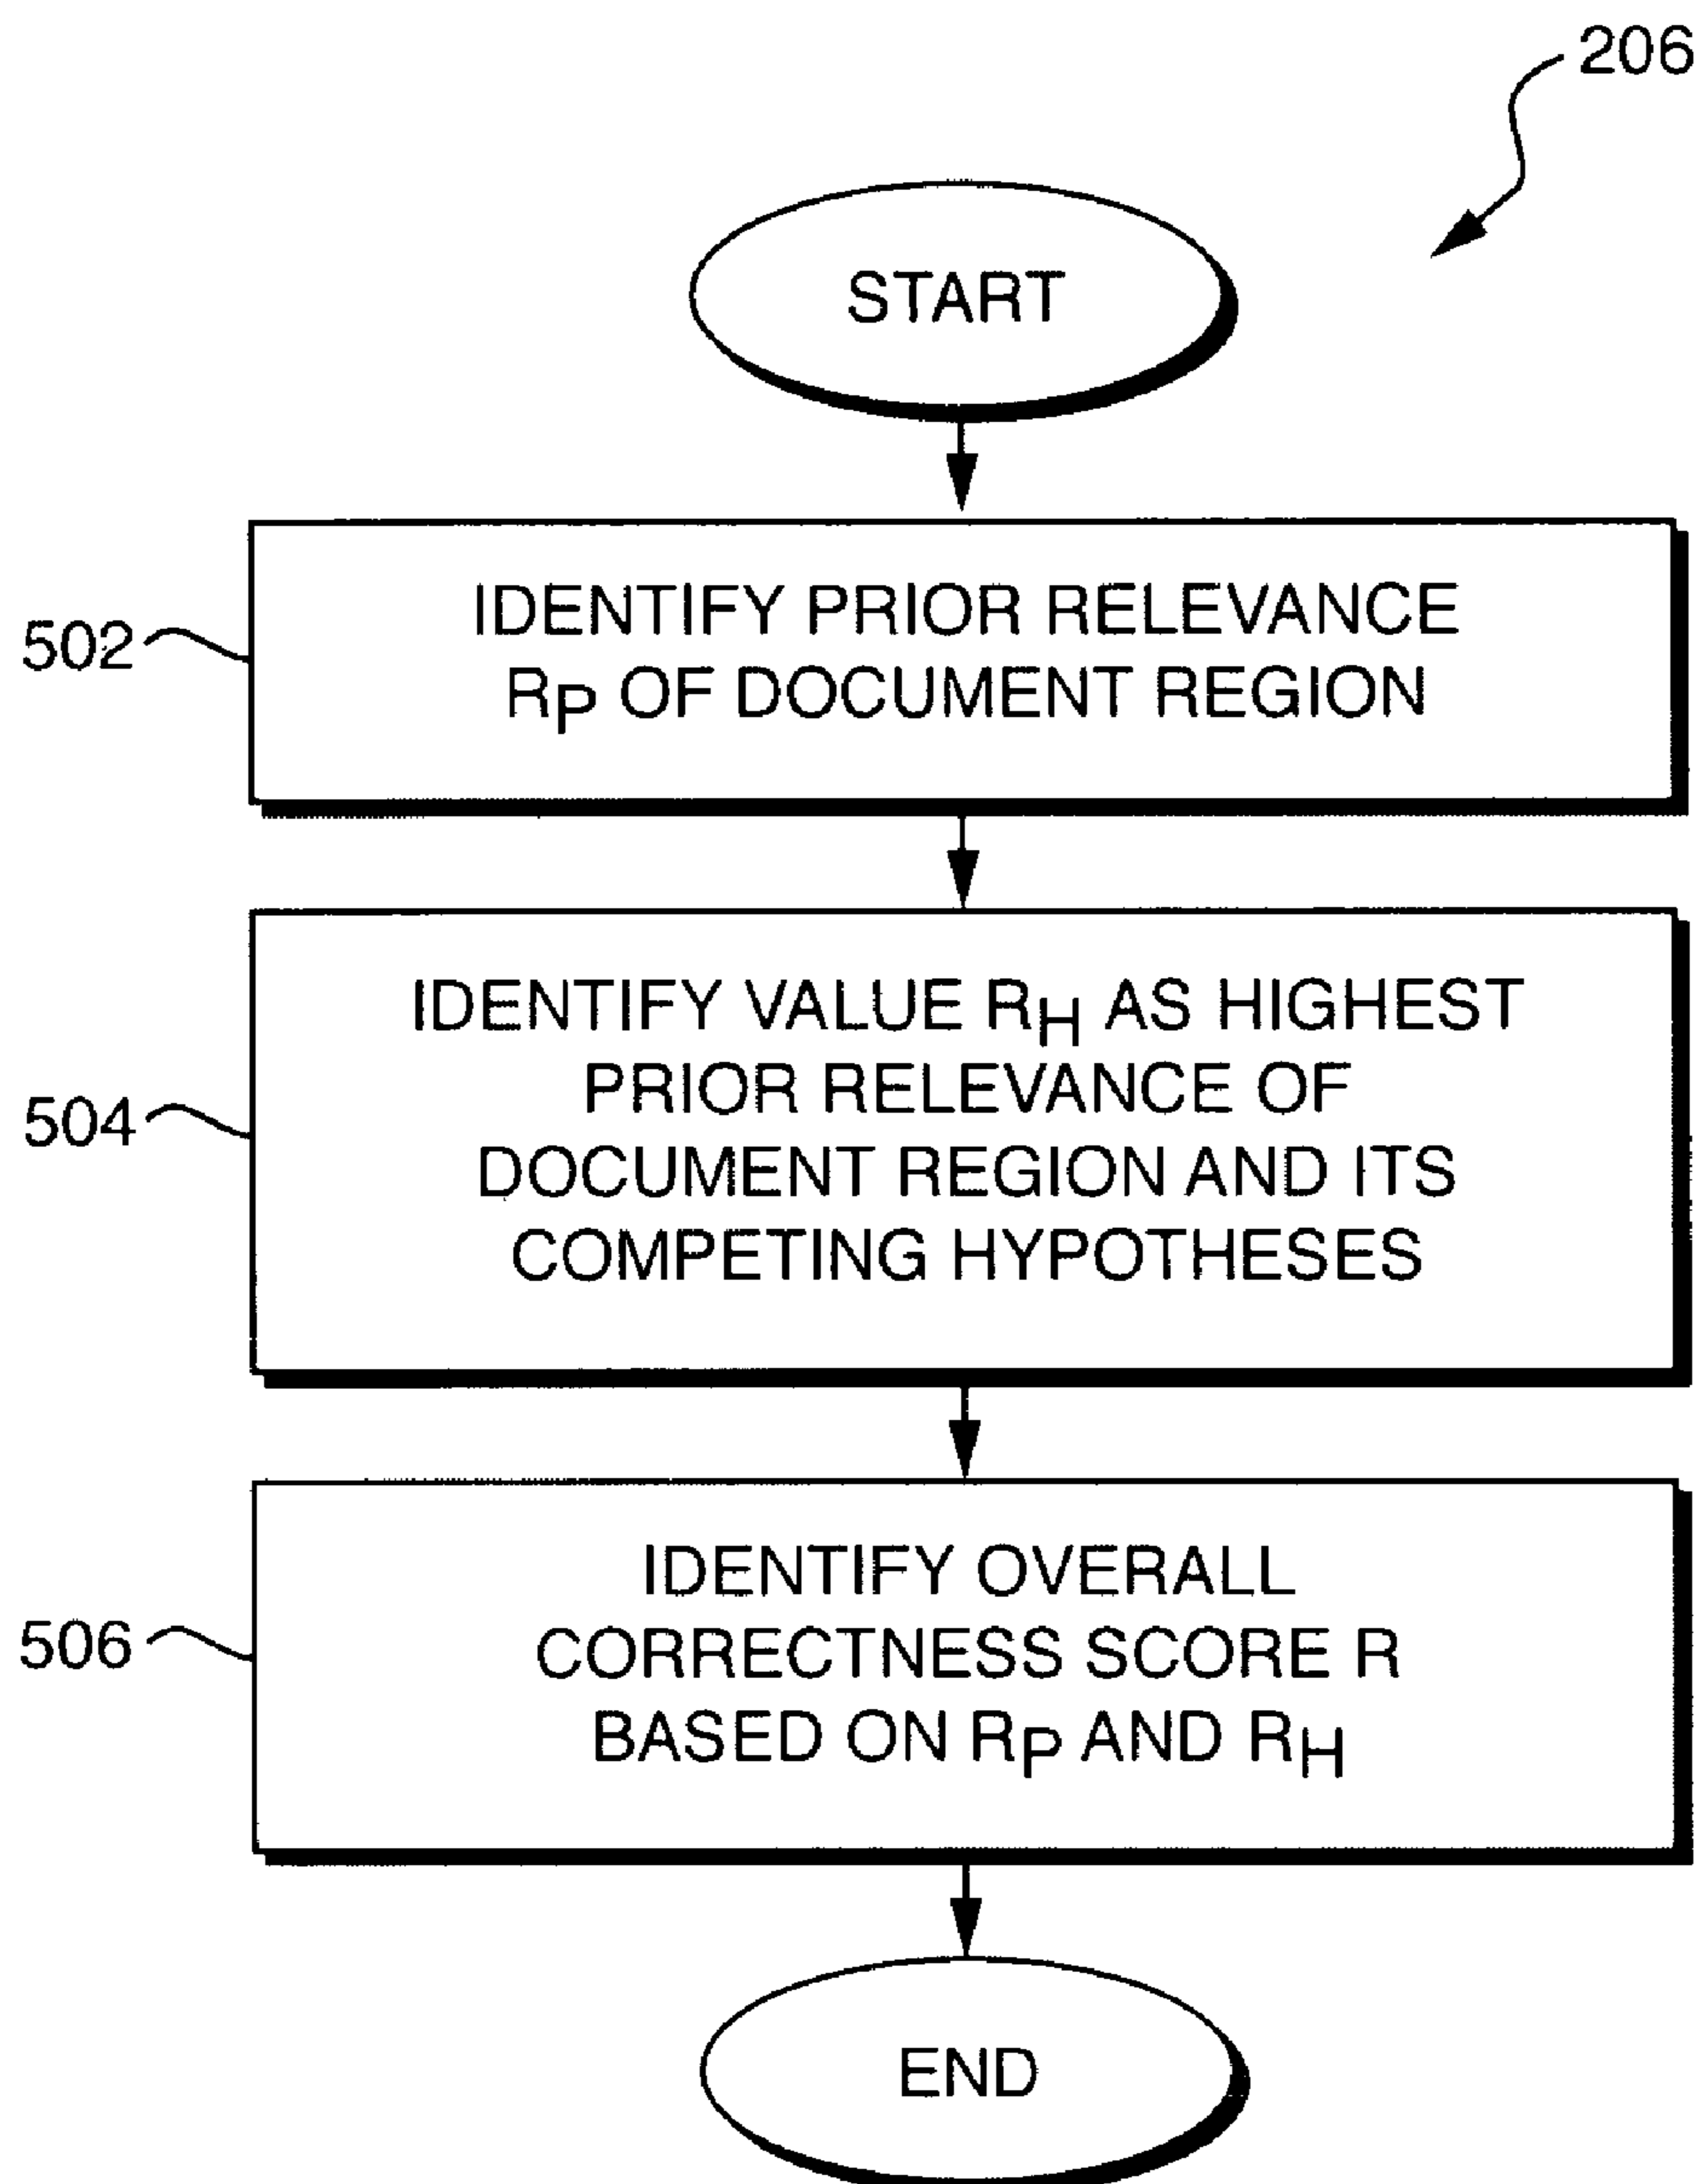 206
START
502
IDENTIFY PRIOR RELEVANCE
RP OF DOCUMENT REGION
504
IDENTIFY VALUE RH AS HIGHEST
PRIOR RELEVANCE OF
DOCUMENT REGION AND ITS
COMPETING HYPOTHESES
506
IDENTIFY OVERALL
CORRECTNESS SCORE R
BASED ON RP AND RH
END